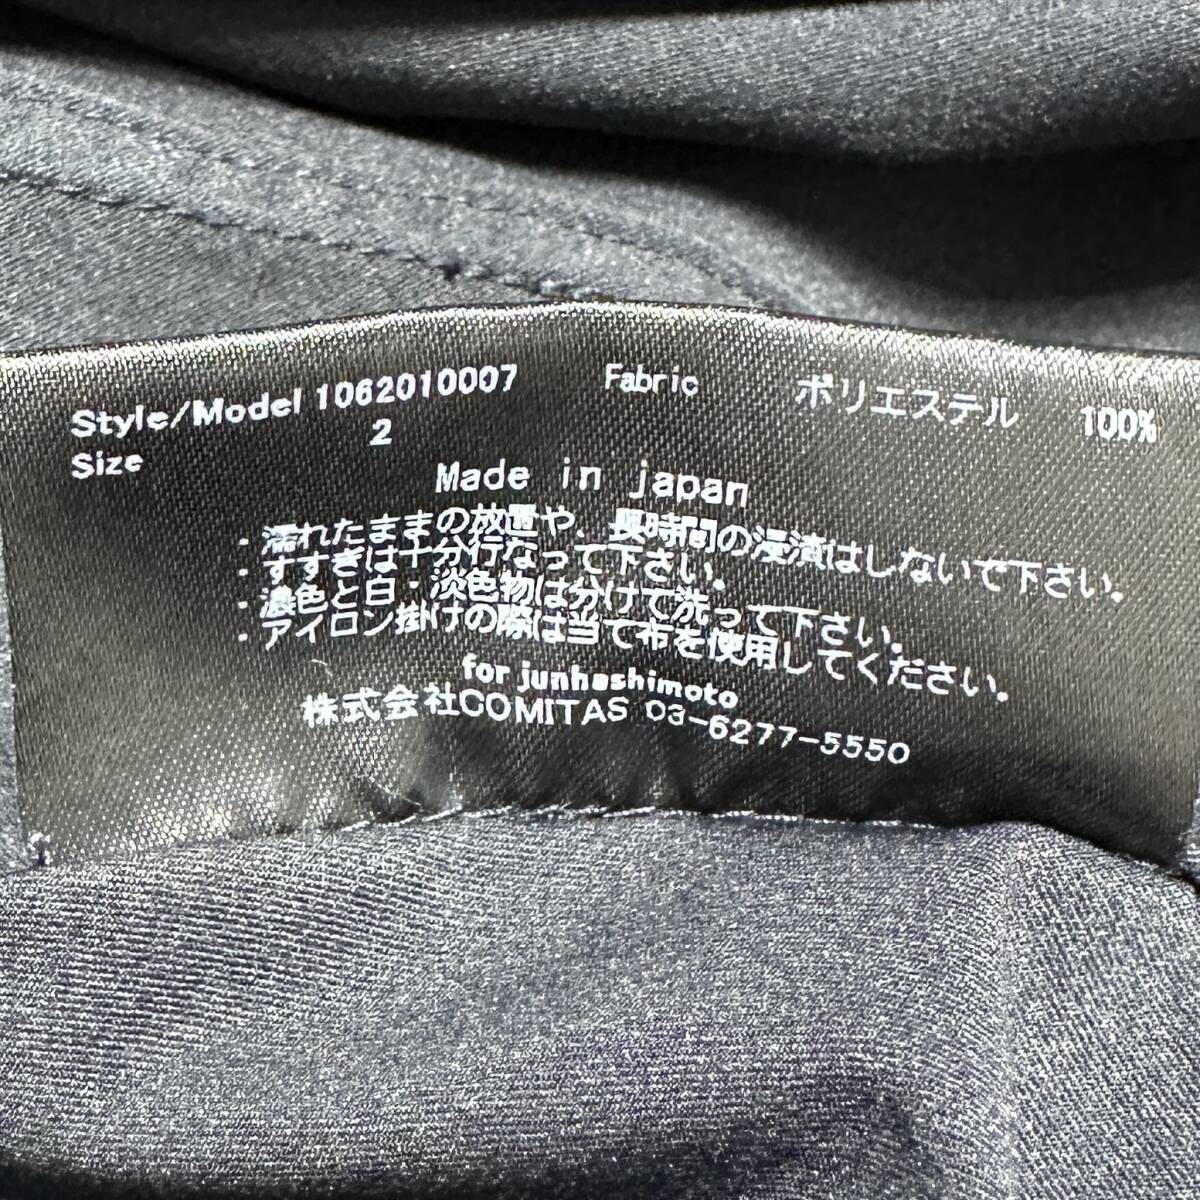 Style/Model 1062010007 Fabric ポリエステル 100%
Size 2
Made in japan
・濡れたままの放置や、長時間の浸漬はしないで下さい。
・すすぎは十分行なって下さい。
・濃色と白・淡色物は分けて洗って下さい。
・アイロン掛けの際は当て布を使用してください。
for junhashimoto
株式会社COMITAS 03-6277-5550